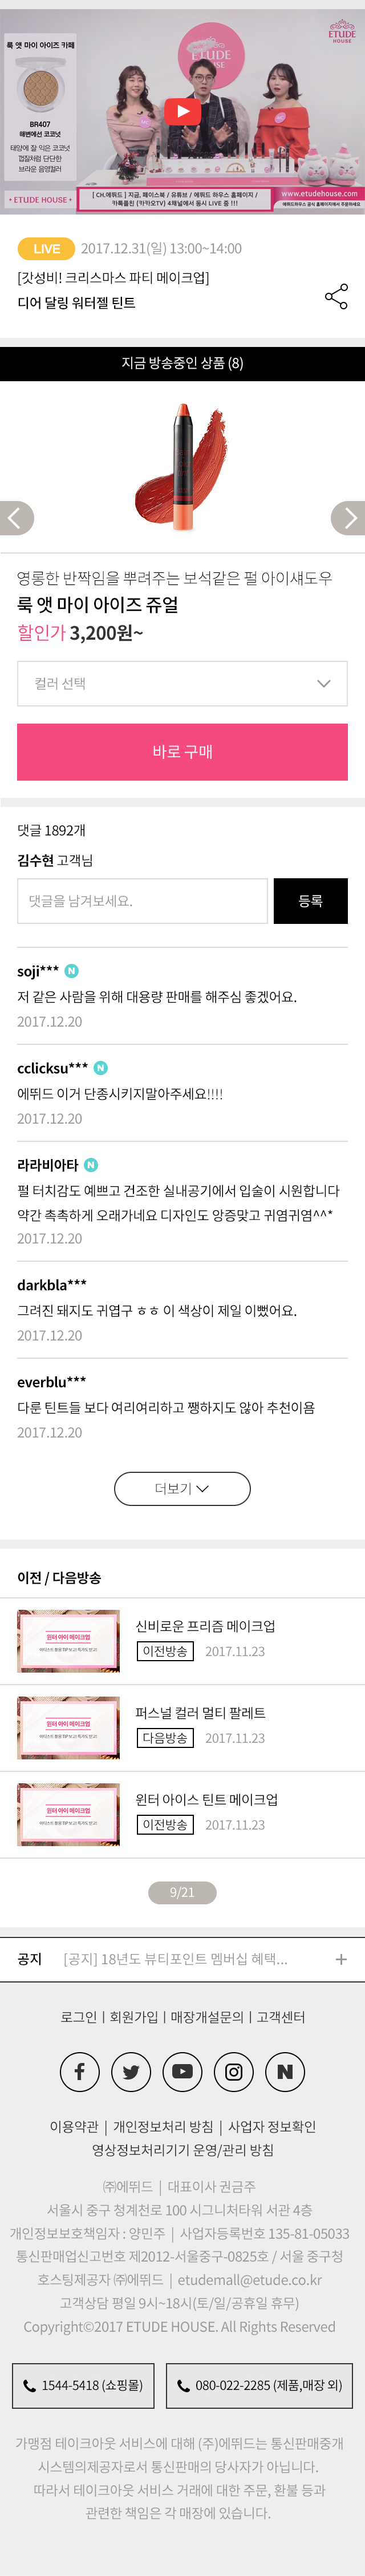 룩 앳 마이 아이즈 카페
ETUDE HOUSE
ETUDE HOUSE
BR407
해변에선 코코넛
태양에 잘 익은 코코넛
껍질처럼 단단한
브라운 음영컬러
ETUDE HOUSE
[ CH.에뛰드 ] 지금, 페이스북 / 유튜브 / 에뛰드 하우스 홈페이지 /
카톡플친 (카카오TV) 4채널에서 동시 LIVE 중 !!!
www.etudehouse.com
에뛰드하우스 공식 홈페이지에서 주문하세요
LIVE 2017.12.31(일) 13:00~14:00
[갓성비! 크리스마스 파티 메이크업]
디어 달링 워터젤 틴트
지금 방송중인 상품 (8)
영롱한 반짝임을 뿌려주는 보석같은 펄 아이섀도우
룩 앳 마이 아이즈 쥬얼
할인가 3,200원~
컬러 선택
바로 구매
댓글 1892개
김수현 고객님
댓글을 남겨보세요.
등록
soji*** N
저 같은 사람을 위해 대용량 판매를 해주심 좋겠어요.
2017.12.20
cclicksu*** N
에뛰드 이거 단종시키지말아주세요!!!!
2017.12.20
라라비아타 N
펄 터치감도 예쁘고 건조한 실내공기에서 입술이 시원합니다
약간 촉촉하게 오래가네요 디자인도 앙증맞고 귀염귀염^^*
2017.12.20
darkbla***
그려진 돼지도 귀엽구 ㅎㅎ 이 색상이 제일 이뻤어요.
2017.12.20
everblu***
다룬 틴트들 보다 여리여리하고 쨍하지도 않아 추천이욤
2017.12.20
더보기
이전 / 다음방송
윈터 아이 메이크업
신비로운 프리즘 메이크업
이전방송 2017.11.23
윈터 아이 메이크업
퍼스널 컬러 멀티 팔레트
다음방송 2017.11.23
윈터 아이 메이크업
윈터 아이스 틴트 메이크업
이전방송 2017.11.23
9/21
공지 [공지] 18년도 뷰티포인트 멤버십 혜택... +
로그인 | 회원가입 | 매장개설문의 | 고객센터
이용약관 | 개인정보처리 방침 | 사업자 정보확인
영상정보처리기기 운영/관리 방침
㈜에뛰드 | 대표이사 권금주
서울시 중구 청계천로 100 시그니처타워 서관 4층
개인정보보호책임자 : 양민주 | 사업자등록번호 135-81-05033
통신판매업신고번호 제2012-서울중구-0825호 / 서울 중구청
호스팅제공자 ㈜에뛰드 | etudemall@etude.co.kr
고객상담 평일 9시~18시(토/일/공휴일 휴무)
Copyright©2017 ETUDE HOUSE. All Rights Reserved
1544-5418 (쇼핑몰)
080-022-2285 (제품,매장 외)
가맹점 테이크아웃 서비스에 대해 (주)에뛰드는 통신판매중개
시스템의제공자로서 통신판매의 당사자가 아닙니다.
따라서 테이크아웃 서비스 거래에 대한 주문, 환불 등과
관련한 책임은 각 매장에 있습니다.